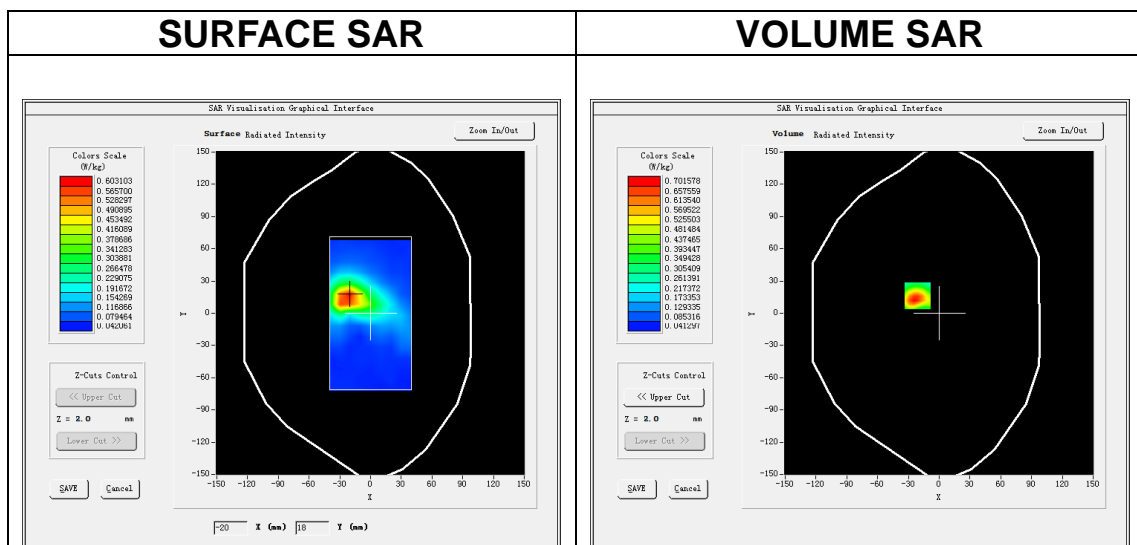 SURFACE SAR
VOLUME SAR
SAR Visualisation Graphical Interface
Surface Radiated Intensity
Zoom In/Out
Colors Scale
(W/kg)
0.603103
0.565700
0.528297
0.490895
0.453492
0.416089
0.378686
0.341283
0.303881
0.266478
0.229075
0.191672
0.154269
0.116866
0.079464
0.042061
150
120
90
60
30
0
-30
-60
-90
-120
-150
Y
-150 -120 -90 -60 -30 0 30 60 90 120 150
X
Z-Cuts Control
<< Upper Cut
Z = 2.0 mm
Lower Cut >>
SAVE Cancel
-20 X (mm) 18 Y (mm)
SAR Visualisation Graphical Interface
Volume Radiated Intensity
Zoom In/Out
Colors Scale
(W/kg)
0.701578
0.657559
0.613540
0.569522
0.525503
0.481484
0.437465
0.393447
0.349428
0.305409
0.261391
0.217372
0.173353
0.129335
0.085316
0.041297
150
120
90
60
30
0
-30
-60
-90
-120
-150
Y
-150 -120 -90 -60 -30 0 30 60 90 120 150
X
Z-Cuts Control
<< Upper Cut
Z = 2.0 mm
Lower Cut >>
SAVE Cancel